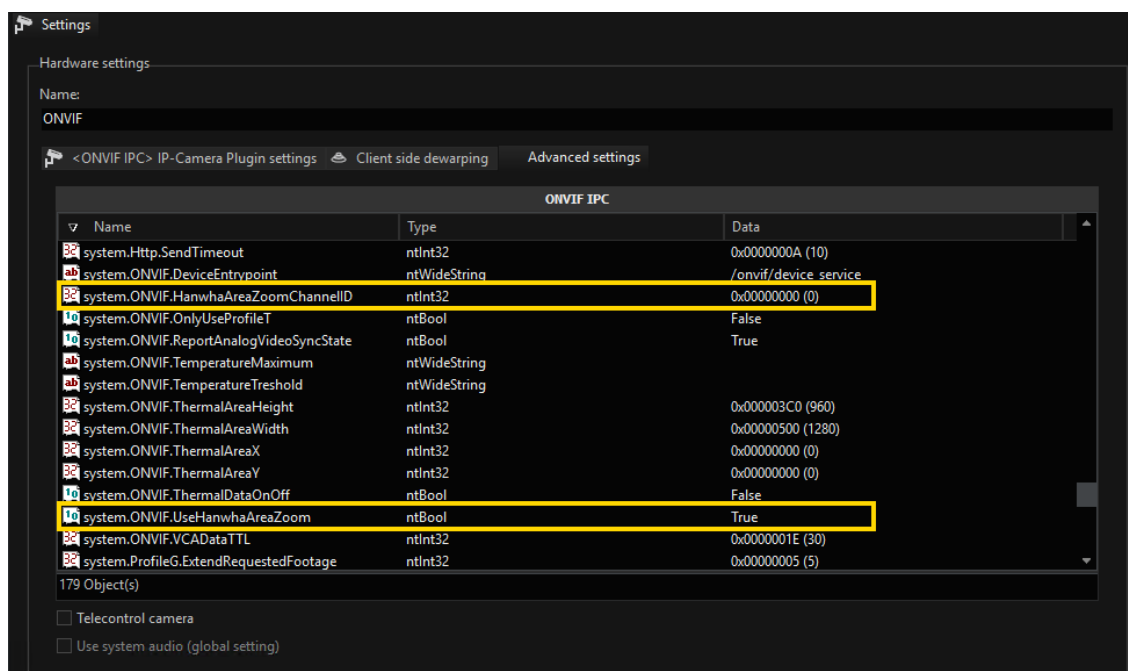 Settings
Hardware settings
Name:
ONVIF
<ONVIF IPC> IP-Camera Plugin settings Client side dewarping Advanced settings
ONVIF IPC
Name Type Data
system.Http.SendTimeout ntInt32 0x0000000A (10)
system.ONVIF.DeviceEntrypoint ntWideString /onvif/device_service
system.ONVIF.HanwhaAreaZoomChannelID ntInt32 0x00000000 (0)
system.ONVIF.OnlyUseProfileT ntBool False
system.ONVIF.ReportAnalogVideoSyncState ntBool True
system.ONVIF.TemperatureMaximum ntWideString
system.ONVIF.TemperatureTreshold ntWideString
system.ONVIF.ThermalAreaHeight ntInt32 0x000003C0 (960)
system.ONVIF.ThermalAreaWidth ntInt32 0x00000500 (1280)
system.ONVIF.ThermalAreaX ntInt32 0x00000000 (0)
system.ONVIF.ThermalAreaY ntInt32 0x00000000 (0)
system.ONVIF.ThermalDataOnOff ntBool False
system.ONVIF.UseHanwhaAreaZoom ntBool True
system.ONVIF.VCADataTTL ntInt32 0x0000001E (30)
system.ProfileG.ExtendRequestedFootage ntInt32 0x00000005 (5)
179 Object(s)
Telecontrol camera
Use system audio (global setting)